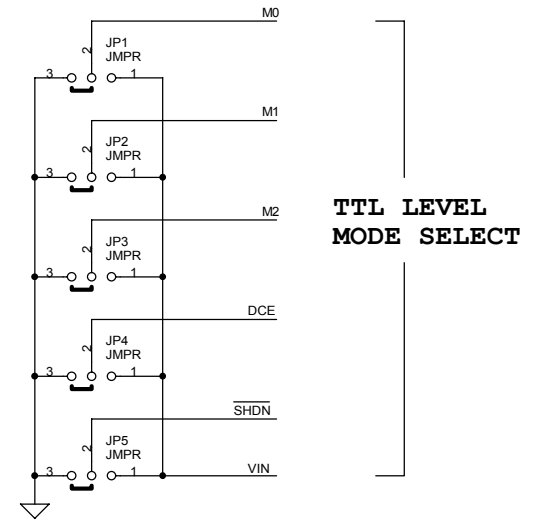 M0
2
JP1
JMPR
3 1
M1
2
JP2
JMPR
3 1
M2
TTL LEVEL
MODE SELECT
2
JP3
JMPR
3 1
DCE
2
JP4
JMPR
3 1
SHDN
2
JP5
JMPR
3 1
VIN